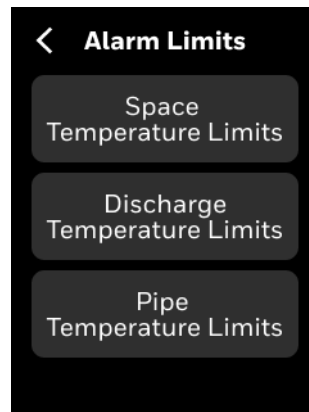 Alarm Limits
Space
Temperature Limits
Discharge
Temperature Limits
Pipe
Temperature Limits